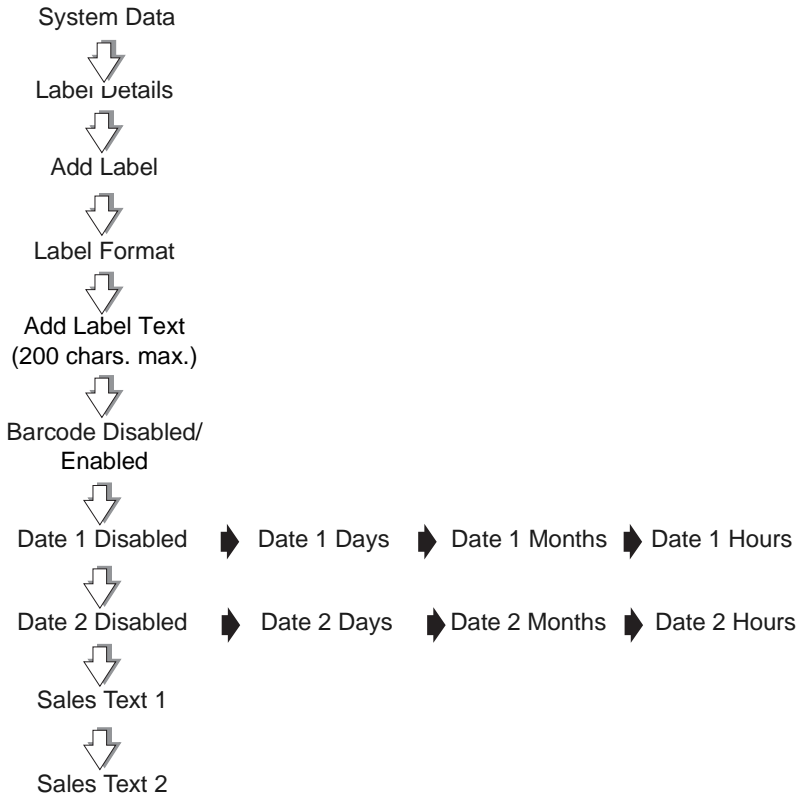 System Data
Label Details
Add Label
Label Format
Add Label Text
(200 chars. max.)
Barcode Disabled/
Enabled
Date 1 Disabled Date 1 Days Date 1 Months Date 1 Hours
Date 2 Disabled Date 2 Days Date 2 Months Date 2 Hours
Sales Text 1
Sales Text 2